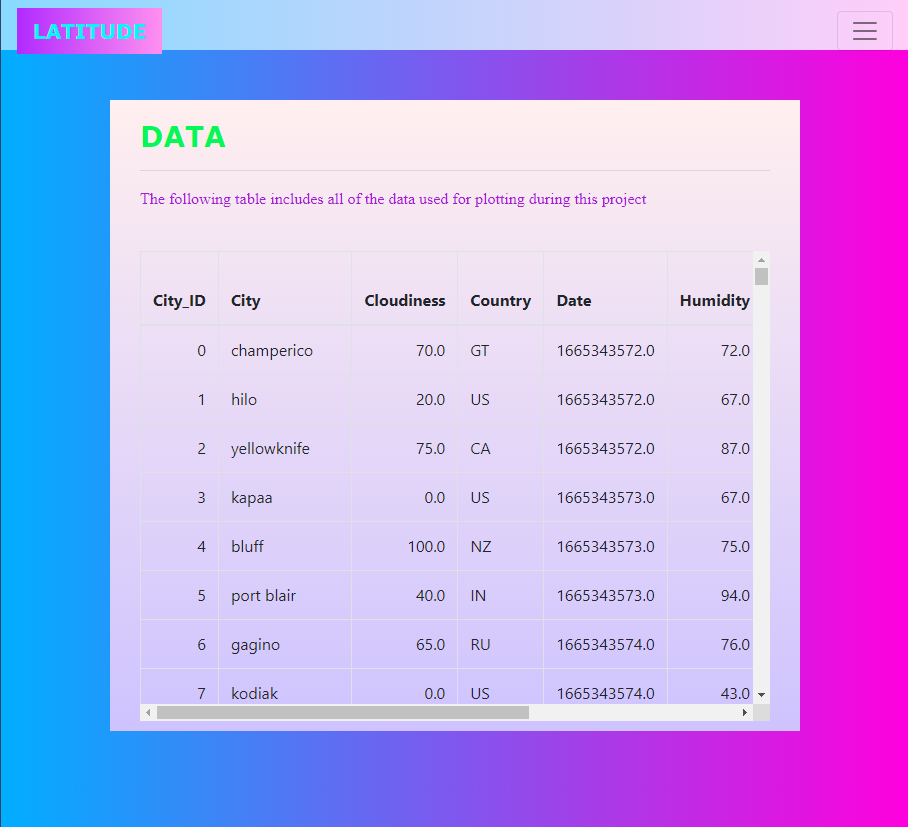 LATITUDE
DATA
The following table includes all of the data used for plotting during this project
City_ID City Cloudiness Country Date Humidity
0 champerico 70.0 GT 1665343572.0 72.0
1 hilo 20.0 US 1665343572.0 67.0
2 yellowknife 75.0 CA 1665343572.0 87.0
3 kapaa 0.0 US 1665343573.0 67.0
4 bluff 100.0 NZ 1665343573.0 75.0
5 port blair 40.0 IN 1665343573.0 94.0
6 gagino 65.0 RU 1665343574.0 76.0
7 kodiak 0.0 US 1665343574.0 43.0